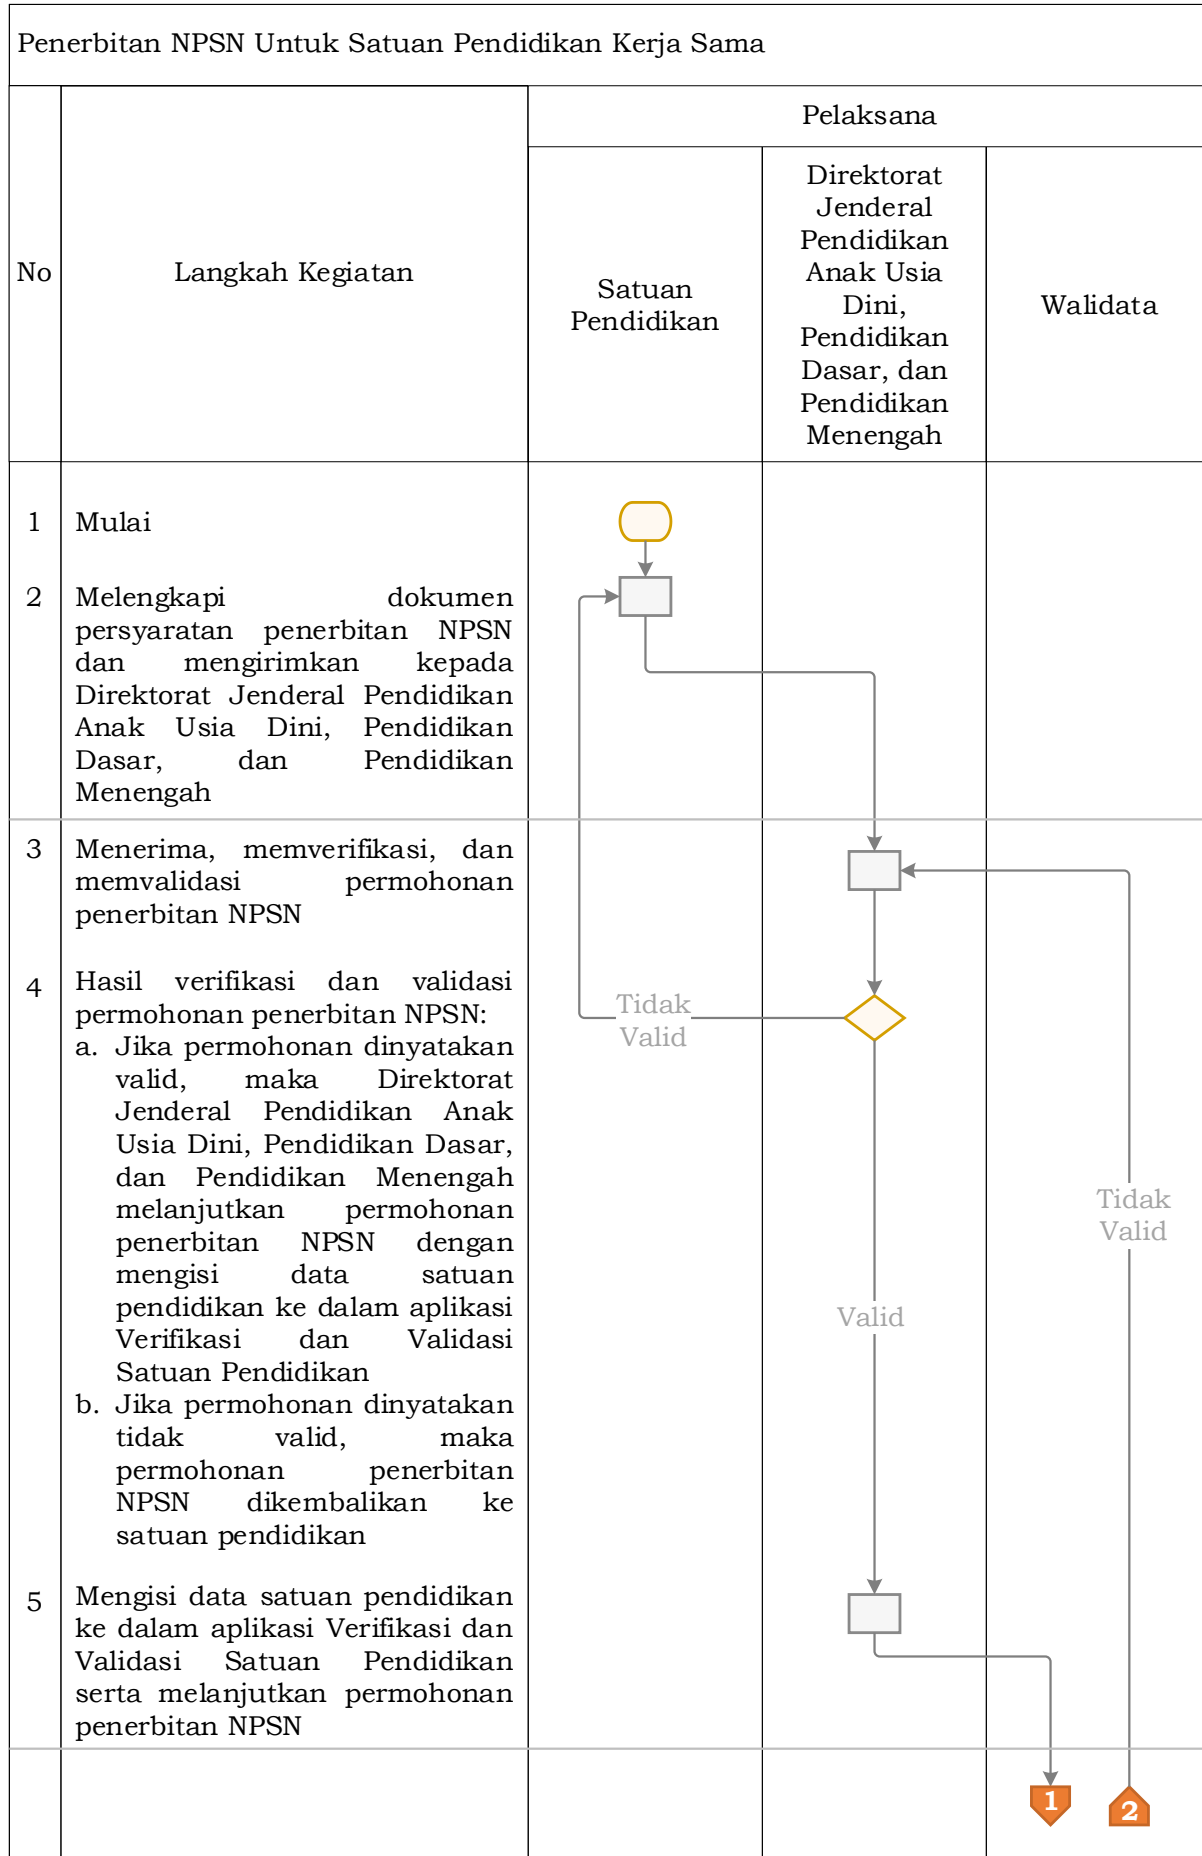 Penerbitan NPSN Untuk Satuan Pendidikan Kerja Sama
No
Langkah Kegiatan
Pelaksana
Satuan
Pendidikan
Direktorat
Jenderal
Pendidikan
Anak Usia
Dini,
Pendidikan
Dasar, dan
Pendidikan
Menengah
Walidata
1 Mulai
2 Melengkapi dokumen
persyaratan penerbitan NPSN
dan mengirimkan kepada
Direktorat Jenderal Pendidikan
Anak Usia Dini, Pendidikan
Dasar, dan Pendidikan
Menengah
3 Menerima, memverifikasi, dan
memvalidasi permohonan
penerbitan NPSN
4 Hasil verifikasi dan validasi
permohonan penerbitan NPSN:
a. Jika permohonan dinyatakan
valid, maka Direktorat
Jenderal Pendidikan Anak
Usia Dini, Pendidikan Dasar,
dan Pendidikan Menengah
melanjutkan permohonan
penerbitan NPSN dengan
mengisi data satuan
pendidikan ke dalam aplikasi
Verifikasi dan Validasi
Satuan Pendidikan
b. Jika permohonan dinyatakan
tidak valid, maka
permohonan penerbitan
NPSN dikembalikan ke
satuan pendidikan
Tidak
Valid
Valid
Tidak
Valid
5 Mengisi data satuan pendidikan
ke dalam aplikasi Verifikasi dan
Validasi Satuan Pendidikan
serta melanjutkan permohonan
penerbitan NPSN
1
2